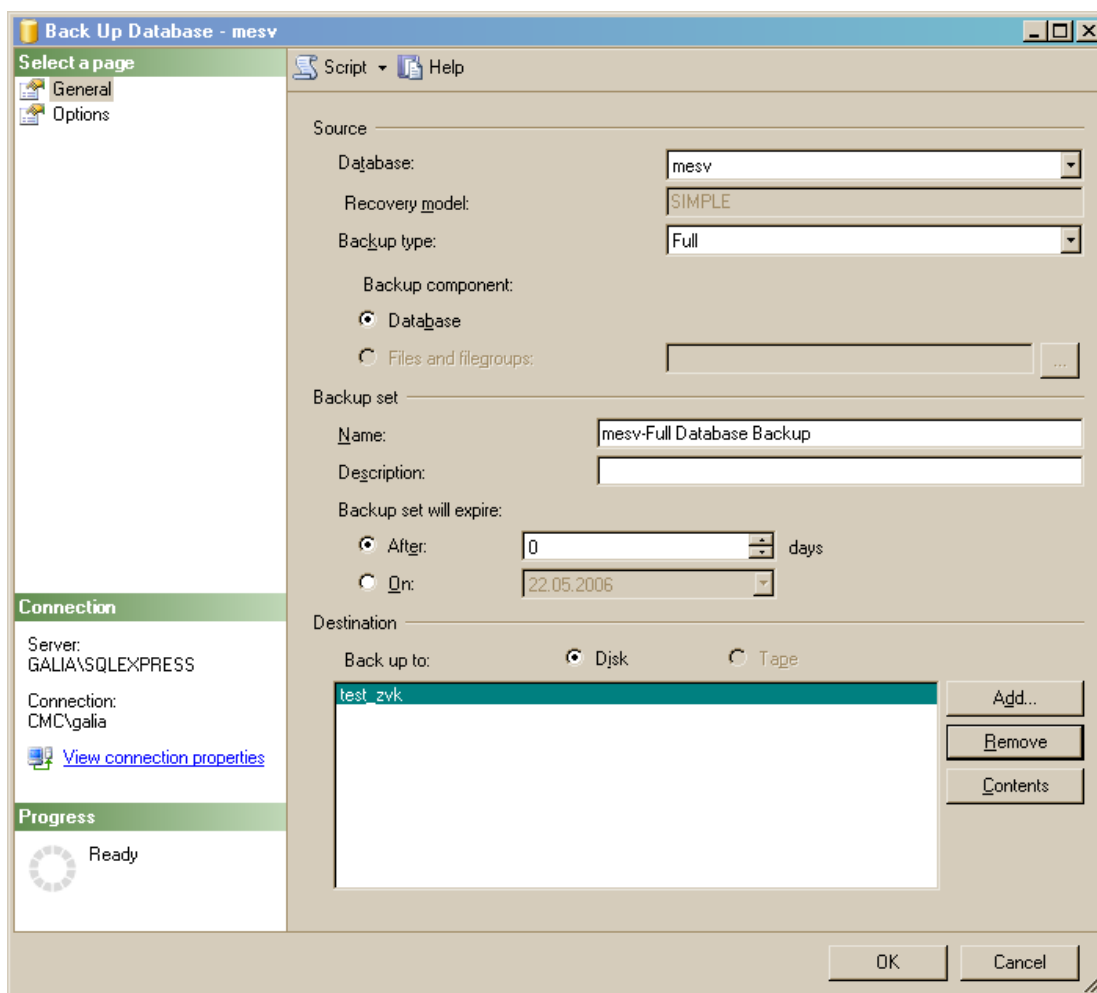 Back Up Database - mesv
Select a page
General
Options
Script
Help
Source
Database:
mesv
Recovery model:
SIMPLE
Backup type:
Full
Backup component:
Database
Files and filegroups:
...
Backup set
Name:
mesv-Full Database Backup
Description:
Backup set will expire:
After:
0
days
On:
22.05.2006
Destination
Back up to:
Disk
Tape
test_zvk
Add...
Remove
Contents
Connection
Server:
GALIA\SQLEXPRESS
Connection:
CMC\galia
View connection properties
Progress
Ready
OK
Cancel